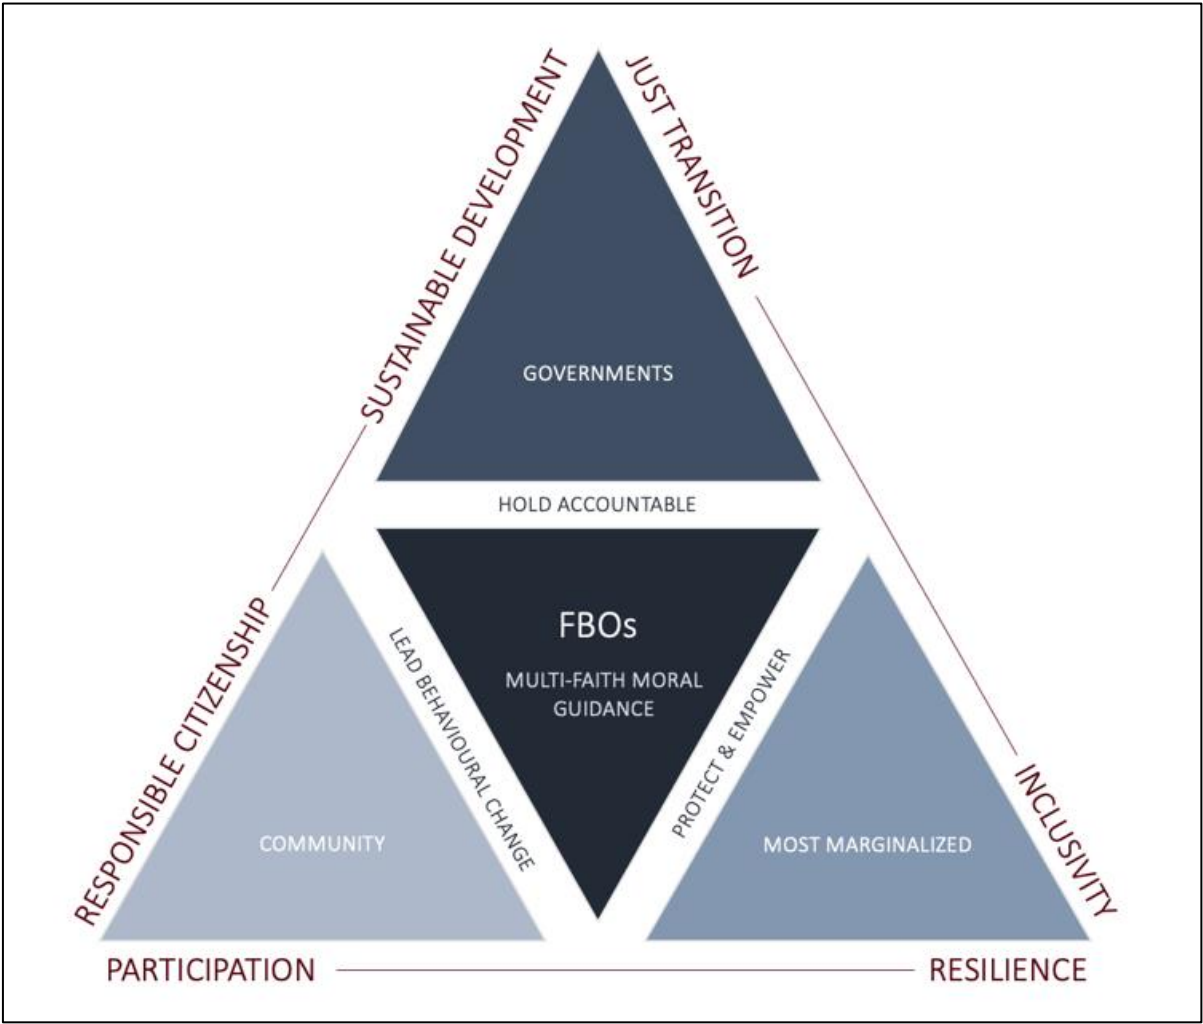 SUSTAINABLE DEVELOPMENT
JUST TRANSITION
GOVERNMENTS
HOLD ACCOUNTABLE
FBOs
MULTI-FAITH MORAL
GUIDANCE
LEAD BEHAVIOURAL CHANGE
PROTECT & EMPOWER
RESPONSIBLE CITIZENSHIP
COMMUNITY
MOST MARGINALIZED
INCLUSIVITY
PARTICIPATION
RESILIENCE